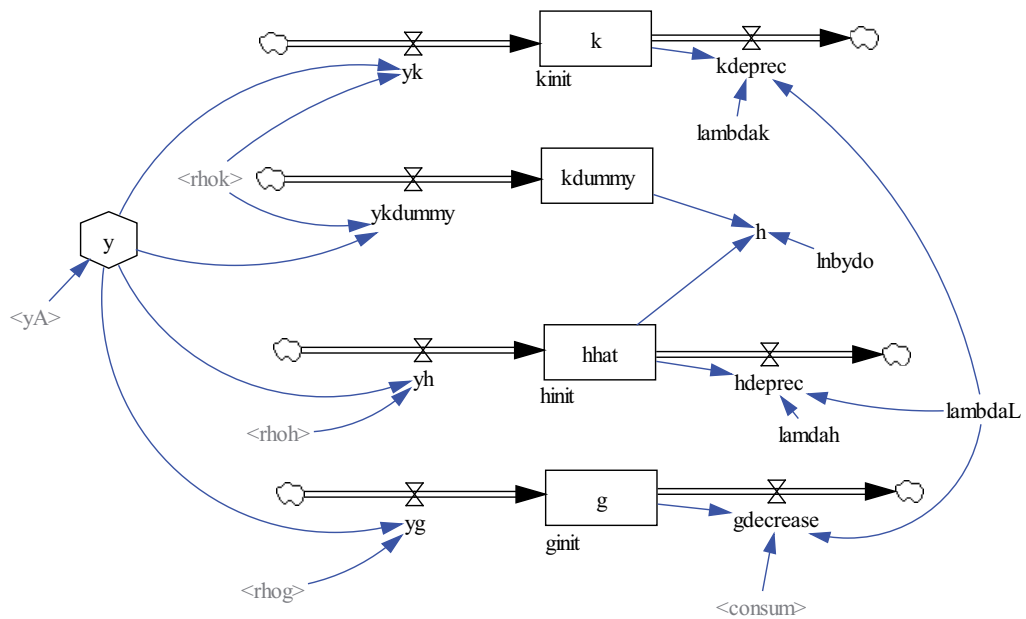 k
kinit
yk
kdeprec
lambdak
<rhok>
kdummy
ykdummy
h
lnbydo
y
<yA>
hhat
hinit
yh
hdeprec
lambdaL
lamdah
<rhoh>
g
ginit
yg
gdecrease
<rhog>
<consum>